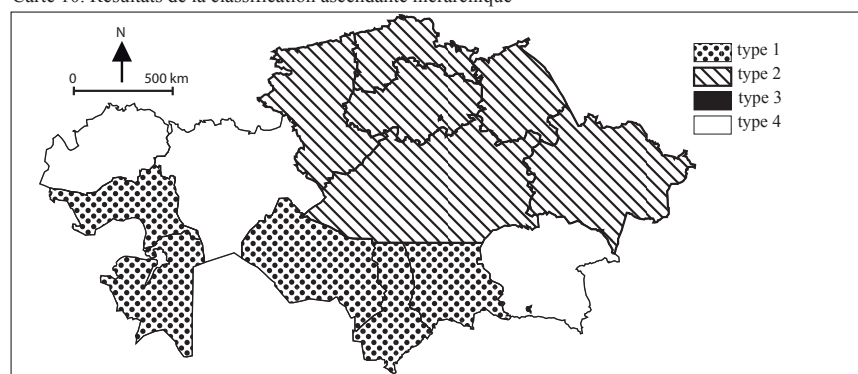 Carte 10: Résultats de la classification ascendante hiérarchique
N
0 500 km
type 1
type 2
type 3
type 4